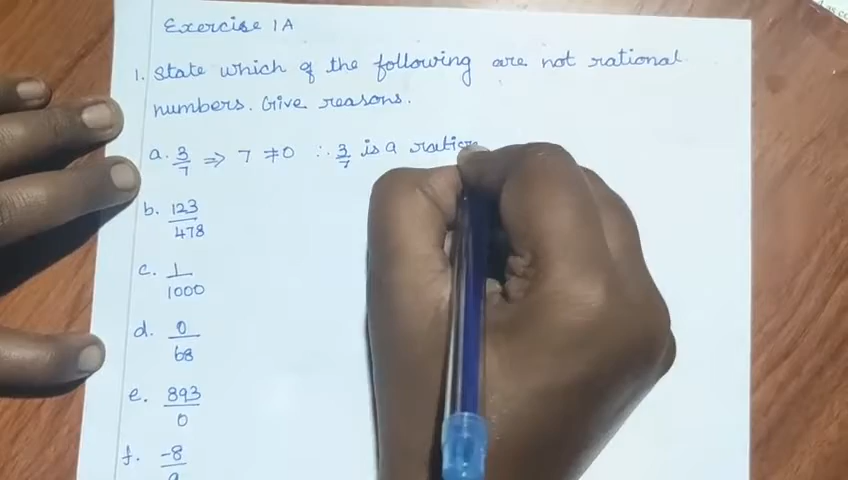 Exercise 1A
1. State which of the following are not rational
numbers. Give reasons.
a. 3/7 ⇒ 7 ≠ 0 ∴ 3/7 is a ration
b. 123/478
c. 1/1000
d. 0/68
e. 893/0
f. -8/